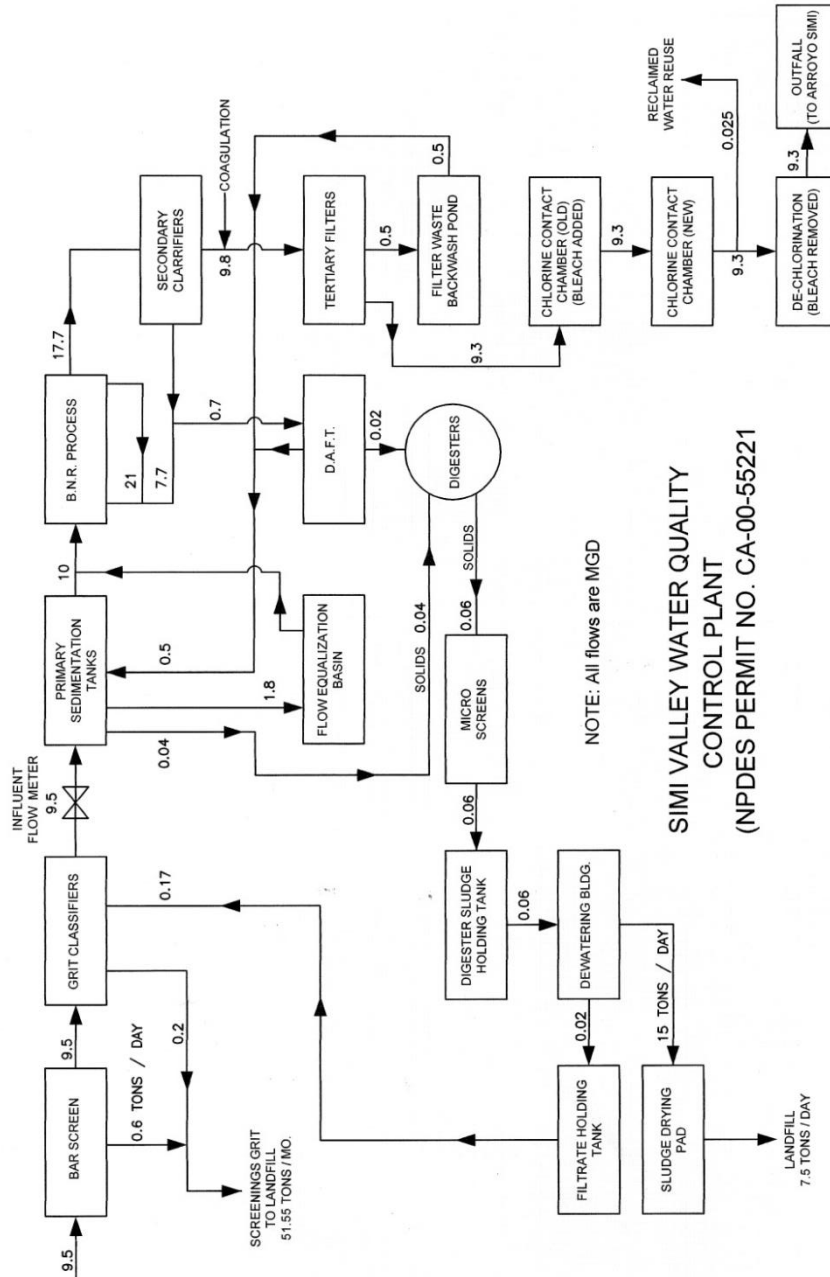 9.5
BAR SCREEN
9.5
0.6 TONS / DAY
SCREENINGS GRIT
TO LANDFILL
51.55 TONS / MO.
GRIT CLASSIFIERS
0.2
0.17
INFLUENT
FLOW METER
9.5
PRIMARY
SEDIMENTATION
TANKS
0.04
1.8
0.5
10
FLOW EQUALIZATION
BASIN
B.N.R. PROCESS
21
7.7
17.7
SECONDARY
CLARRIFIERS
0.7
9.8
COAGULATION
D.A.F.T.
0.02
TERTIARY FILTERS
0.5
FILTER WASTE
BACKWASH POND
0.5
9.3
DIGESTERS
SOLIDS
0.04
SOLIDS
0.06
MICRO
SCREENS
0.06
DIGESTER SLUDGE
HOLDING TANK
0.06
DEWATERING BLDG.
0.02
15 TONS / DAY
FILTRATE HOLDING
TANK
SLUDGE DRYING
PAD
LANDFILL
7.5 TONS / DAY
CHLORINE CONTACT
CHAMBER (OLD)
(BLEACH ADDED)
9.3
CHLORINE CONTACT
CHAMBER (NEW)
9.3
0.025
RECLAIMED
WATER REUSE
DE-CHLORINATION
(BLEACH REMOVED)
9.3
OUTFALL
(TO ARROYO SIMI)
NOTE: All flows are MGD
SIMI VALLEY WATER QUALITY
CONTROL PLANT
(NPDES PERMIT NO. CA-00-55221